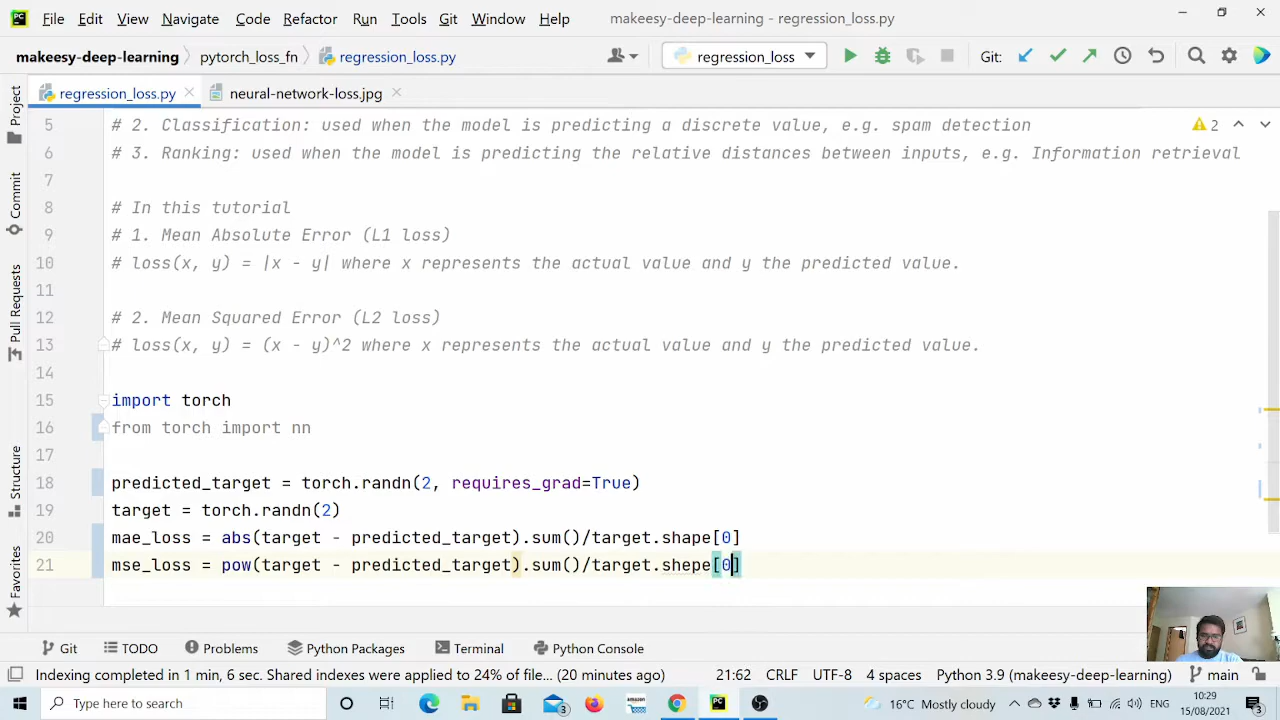 File Edit View Navigate Code Refactor Run Tools Git Window Help makeesy-deep-learning - regression_loss.py
makeesy-deep-learning pytorch_loss_fn regression_loss.py regression_loss Git:
regression_loss.py neural-network-loss.jpg
5 # 2. Classification: used when the model is predicting a discrete value, e.g. spam detection 2
6 # 3. Ranking: used when the model is predicting the relative distances between inputs, e.g. Information retrieval
7
8 # In this tutorial
9 # 1. Mean Absolute Error (L1 loss)
10 # loss(x, y) = |x - y| where x represents the actual value and y the predicted value.
11
12 # 2. Mean Squared Error (L2 loss)
13 # loss(x, y) = (x - y)^2 where x represents the actual value and y the predicted value.
14
15 import torch
16 from torch import nn
17
18 predicted_target = torch.randn(2, requires_grad=True)
19 target = torch.randn(2)
20 mae_loss = abs(target - predicted_target).sum()/target.shape[0]
21 mse_loss = pow(target - predicted_target).sum()/target.shepe[0]
Project
Commit
Pull Requests
Structure
Favorites
Git TODO Problems Python Packages Terminal Python Console
Indexing completed in 1 min, 6 sec. Shared indexes were applied to 24% of file... (20 minutes ago) 21:62 CRLF UTF-8 4 spaces Python 3.9 (makeesy-deep-learning) main
Type here to search 3 amazon 16°C Mostly cloudy ENG 10:29
15/08/2021 3